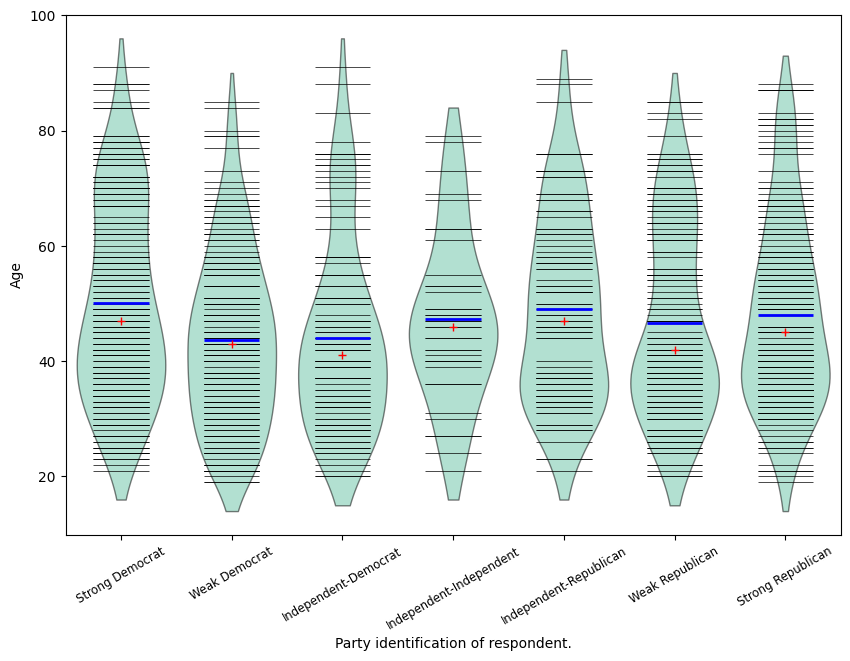 100
80
60
40
20
Age
Strong Democrat
Weak Democrat
Independent-Democrat
Independent-Independent
Independent-Republican
Weak Republican
Strong Republican
Party identification of respondent.